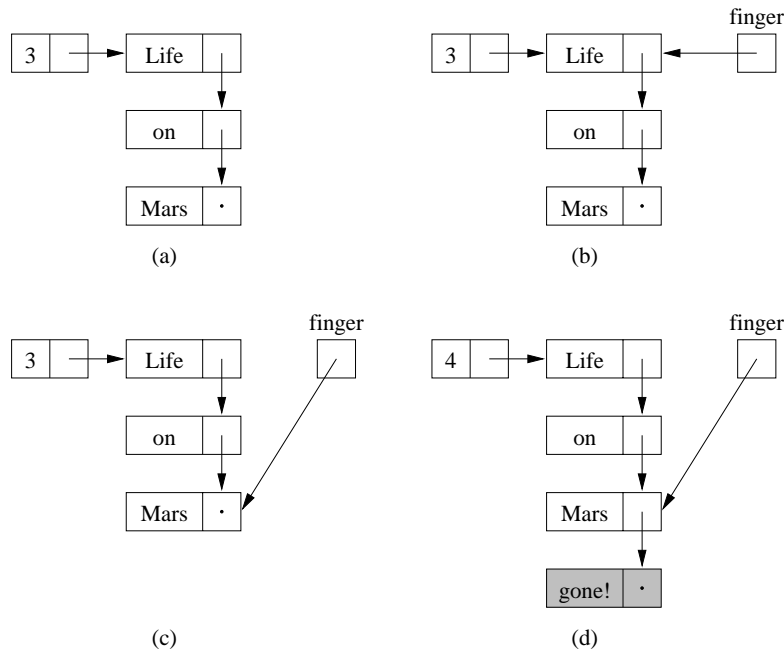 finger
3 Life
3 Life
on
on
Mars
Mars
(a)
(b)
finger
finger
3 Life
4 Life
on
on
Mars
Mars
gone!
(c)
(d)